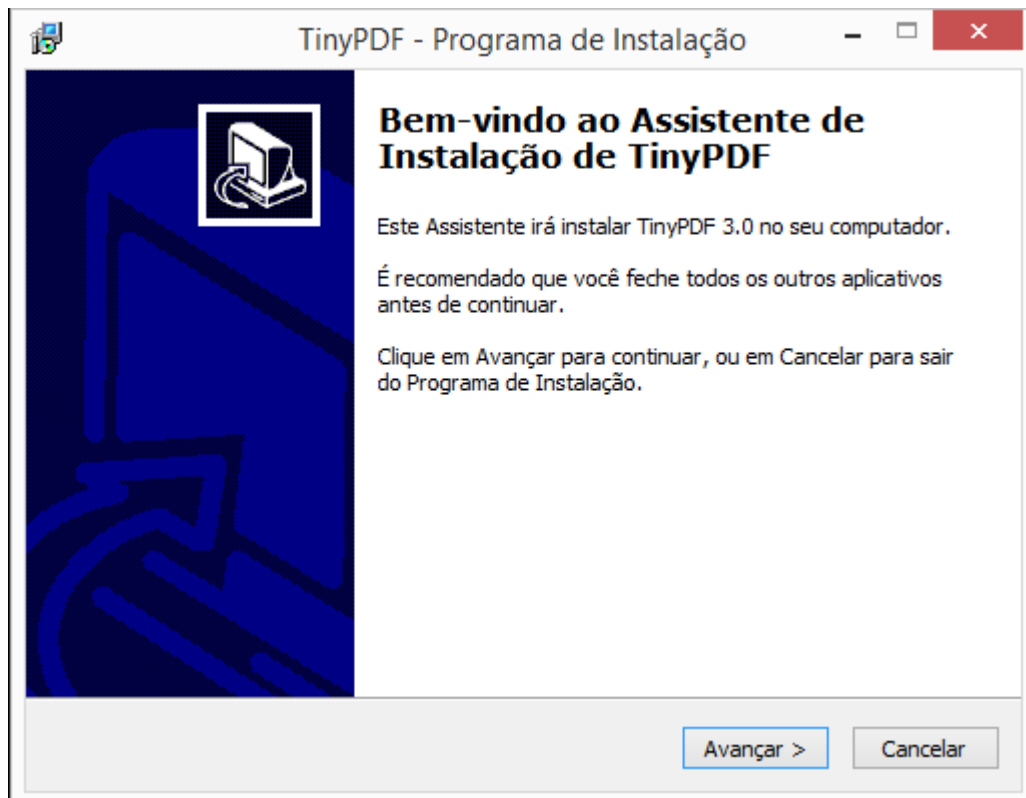 TinyPDF - Programa de Instalação
Bem-vindo ao Assistente de
Instalação de TinyPDF
Este Assistente irá instalar TinyPDF 3.0 no seu computador.
É recomendado que você feche todos os outros aplicativos
antes de continuar.
Clique em Avançar para continuar, ou em Cancelar para sair
do Programa de Instalação.
Avançar >
Cancelar